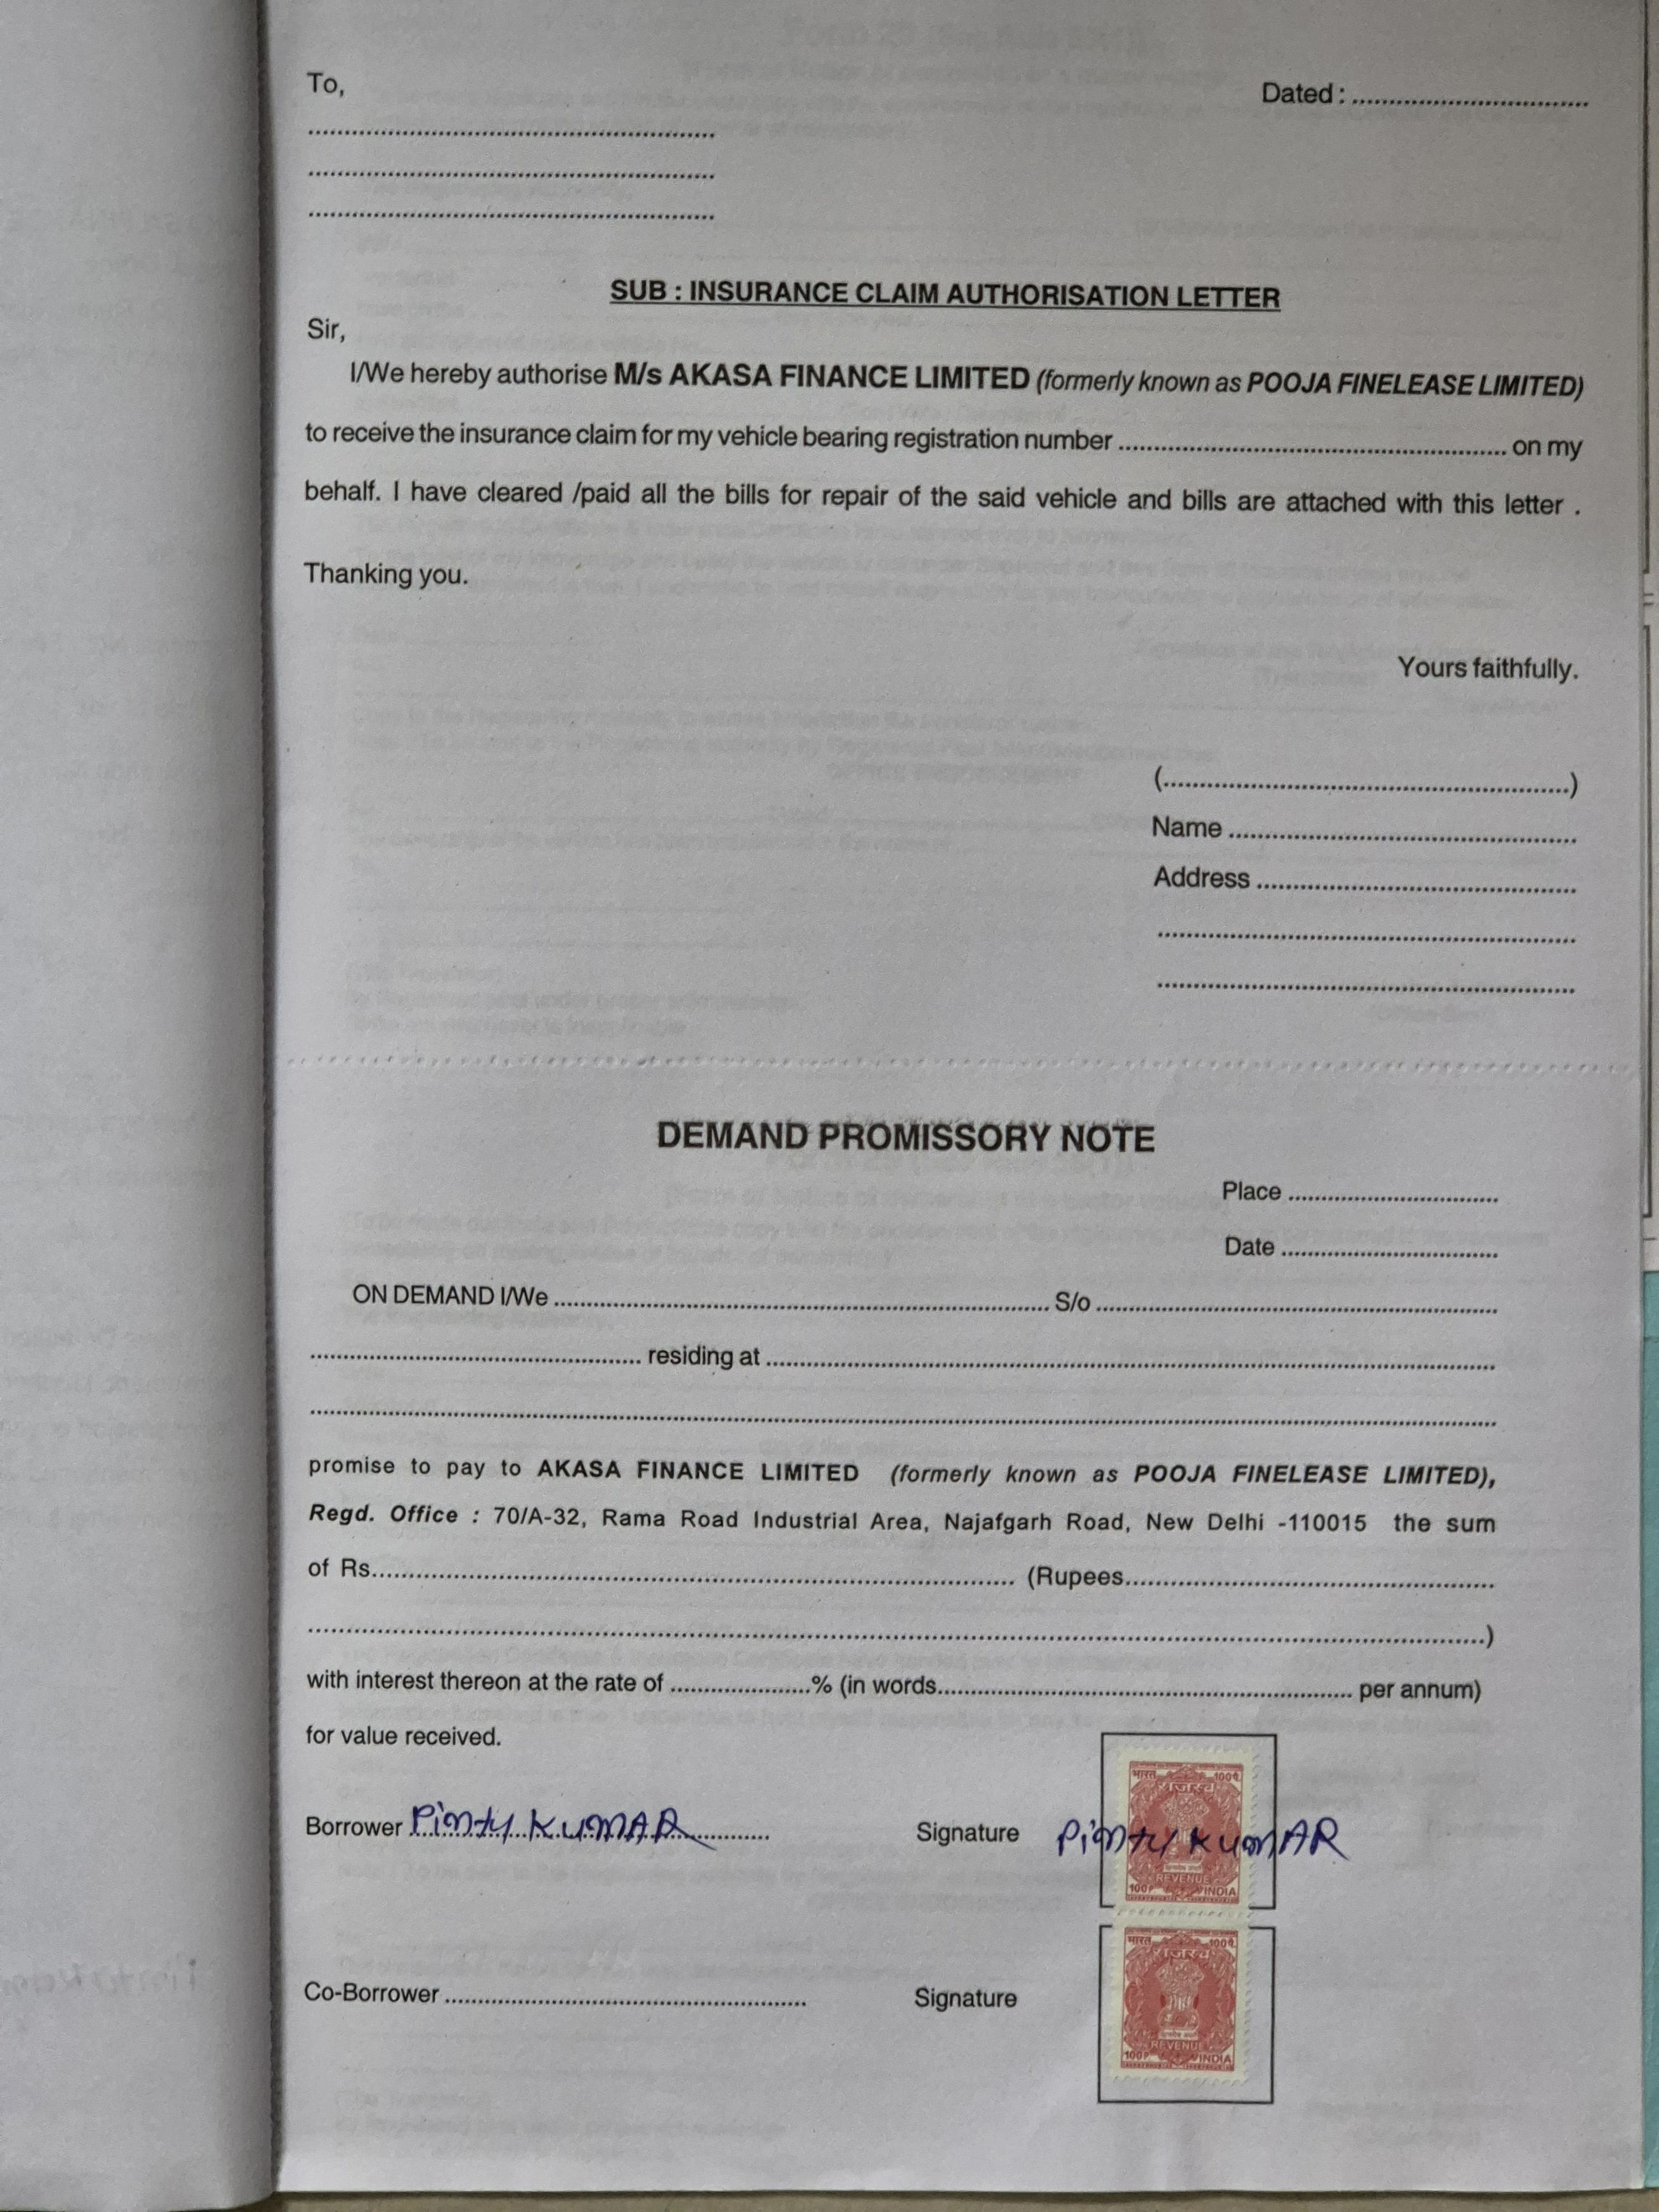 To,
Dated : ........................................
......................................................................
......................................................................
......................................................................
SUB : INSURANCE CLAIM AUTHORISATION LETTER
Sir,
I/We hereby authorise M/s AKASA FINANCE LIMITED (formerly known as POOJA FINELEASE LIMITED)
to receive the insurance claim for my vehicle bearing registration number .................................................................. on my
behalf. I have cleared /paid all the bills for repair of the said vehicle and bills are attached with this letter .
Thanking you.
Yours faithfully.
(......................................................................)
Name ............................................................
Address .......................................................
........................................................................
........................................................................
DEMAND PROMISSORY NOTE
Place ....................................
Date .....................................
ON DEMAND I/We ..................................................................................... S/o ....................................................................
......................................................... residing at .............................................................................................................................
............................................................................................................................................................................................................
promise to pay to AKASA FINANCE LIMITED (formerly known as POOJA FINELEASE LIMITED),
Regd. Office : 70/A-32, Rama Road Industrial Area, Najafgarh Road, New Delhi -110015 the sum
of Rs.............................................................................................................. (Rupees...............................................................
..........................................................................................................................................................................................................)
with interest thereon at the rate of ........................% (in words....................................................................... per annum)
for value received.
Borrower Pinty KUMAR
Signature Pinty KUMAR
भारत 100पै.
राजस्व
REVENUE
100P INDIA
Co-Borrower ..............................................................
Signature
भारत 100पै.
राजस्व
REVENUE
100P INDIA